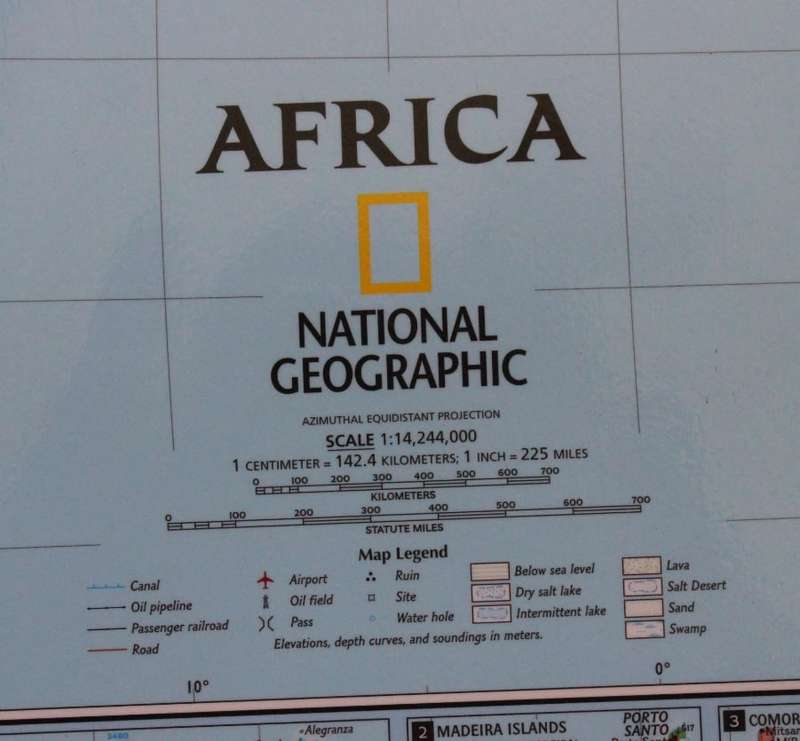 AFRICA
NATIONAL
GEOGRAPHIC
AZIMUTHAL EQUIDISTANT PROJECTION
SCALE 1:14,244,000
1 CENTIMETER = 142.4 KILOMETERS; 1 INCH = 225 MILES
0 100 200 300 400 500 600 700
KILOMETERS
0 100 200 300 400 500 600 700
STATUTE MILES
Map Legend
Canal
Oil pipeline
Passenger railroad
Road
Airport
Oil field
Pass
Ruin
Site
Water hole
Below sea level
Dry salt lake
Intermittent lake
Lava
Salt Desert
Sand
Swamp
Elevations, depth curves, and soundings in meters.
10°
0°
3480
Alegranza
2 MADEIRA ISLANDS
PORTO
SANTO
517
3 COMOR
Mitsam